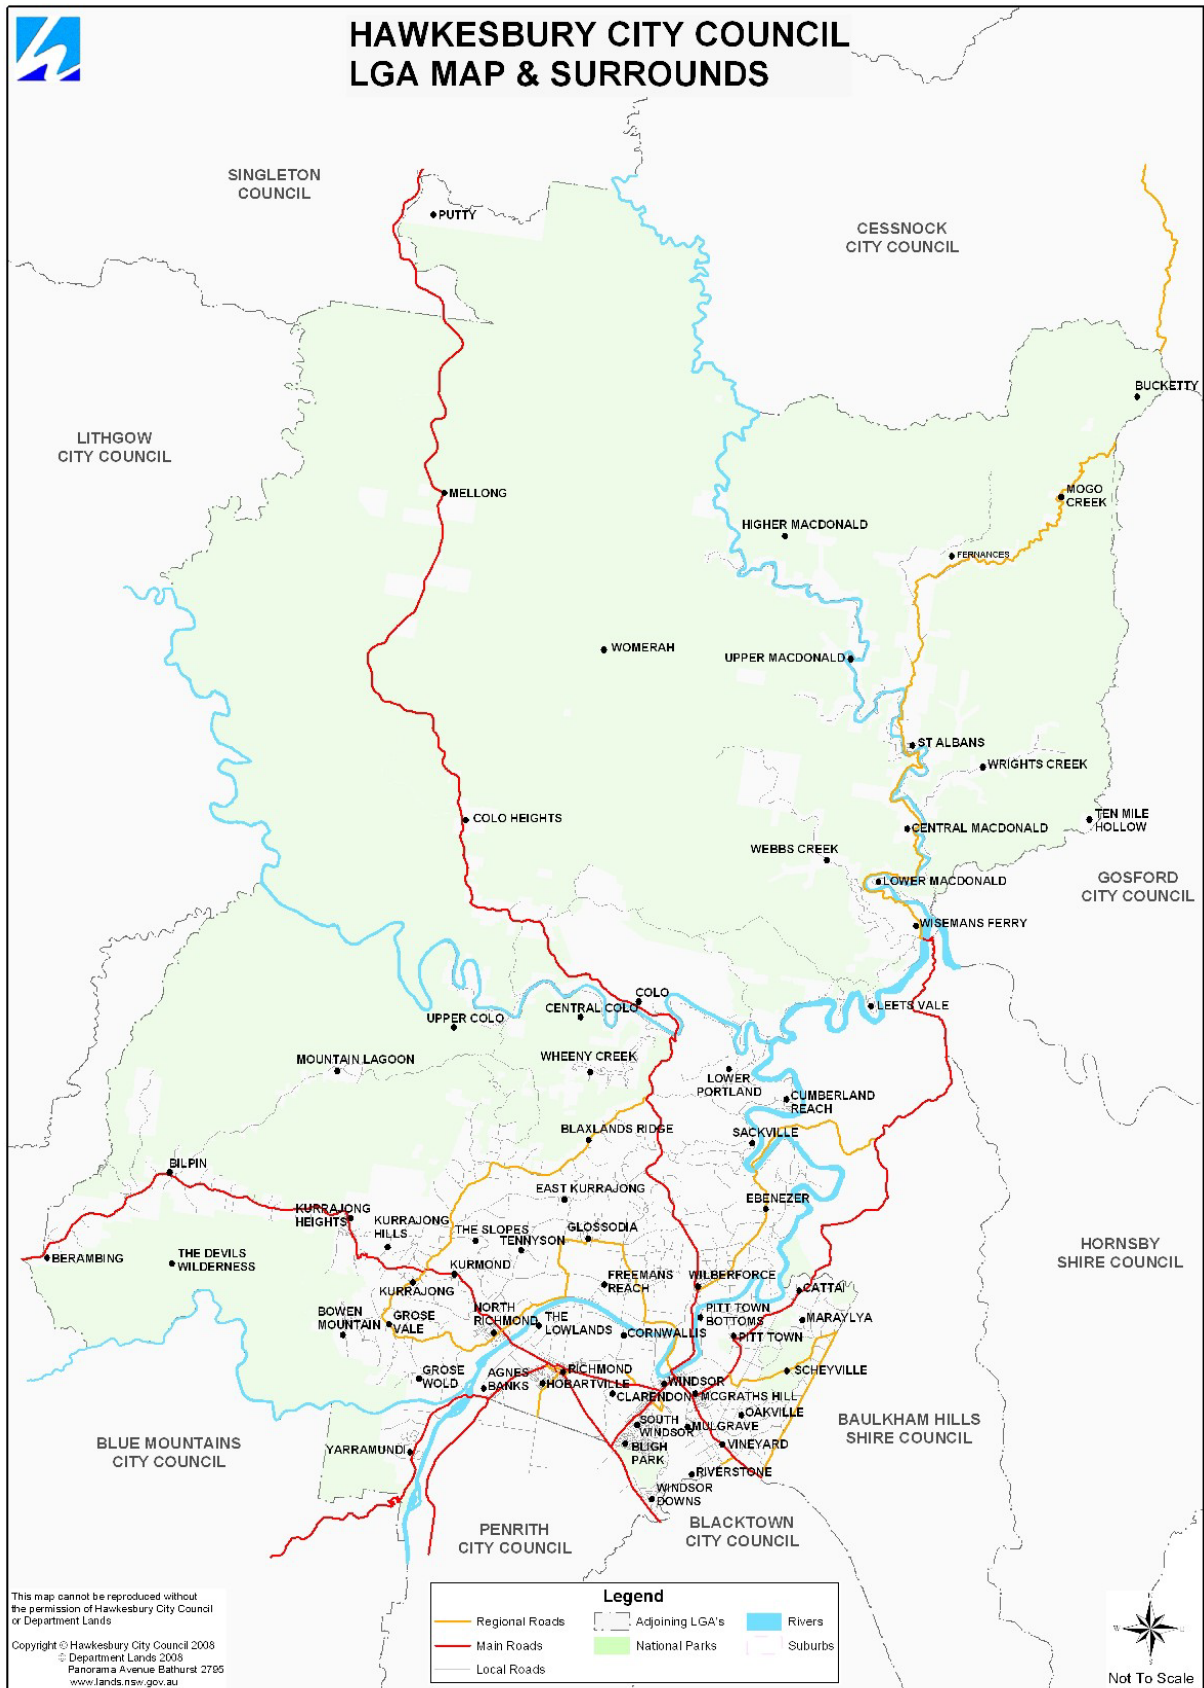 HAWKESBURY CITY COUNCIL
LGA MAP & SURROUNDS
SINGLETON
COUNCIL
PUTTY
CESSNOCK
CITY COUNCIL
BUCKETTY
LITHGOW
CITY COUNCIL
MELLONG
MOGO
CREEK
HIGHER MACDONALD
FERNANCES
WOMERAH
UPPER MACDONALD
ST ALBANS
WRIGHTS CREEK
COLO HEIGHTS
CENTRAL MACDONALD
TEN MILE
HOLLOW
WEBBS CREEK
LOWER MACDONALD
GOSFORD
CITY COUNCIL
WISEMANS FERRY
COLO
LEETS VALE
CENTRAL COLO
UPPER COLO
MOUNTAIN LAGOON
WHEENY CREEK
LOWER
PORTLAND
CUMBERLAND
REACH
BLAXLANDS RIDGE
SACKVILLE
BILPIN
EAST KURRAJONG
EBENEZER
KURRAJONG
HEIGHTS
KURRAJONG
HILLS
THE SLOPES
GLOSSODIA
TENNYSON
HORNSBY
SHIRE COUNCIL
BERAMBING
THE DEVILS
WILDERNESS
KURMOND
FREEMANS
REACH
WILBERFORCE
CATTAI
KURRAJONG
BOWEN
MOUNTAIN
GROSE
VALE
NORTH
RICHMOND
THE
LOWLANDS
CORNWALLIS
PITT TOWN
BOTTOMS
MARAYLYA
PITT TOWN
GROSE
WOLD
AGNES
BANKS
RICHMOND
HOBARTVILLE
SCHEYVILLE
WINDSOR
CLARENDON
MCGRATHS HILL
OAKVILLE
BAULKHAM HILLS
SHIRE COUNCIL
SOUTH
WINDSOR
MULGRAVE
BLUE MOUNTAINS
CITY COUNCIL
YARRAMUNDI
BLIGH
PARK
VINEYARD
RIVERSTONE
WINDSOR
DOWNS
PENRITH
CITY COUNCIL
BLACKTOWN
CITY COUNCIL
This map cannot be reproduced without
the permission of Hawkesbury City Council
or Department Lands
Copyright © Hawkesbury City Council 2008
© Department Lands 2008
Panorama Avenue Bathurst 2795
www.lands.nsw.gov.au
Legend
Regional Roads
Adjoining LGA's
Rivers
Main Roads
National Parks
Suburbs
Local Roads
Not To Scale